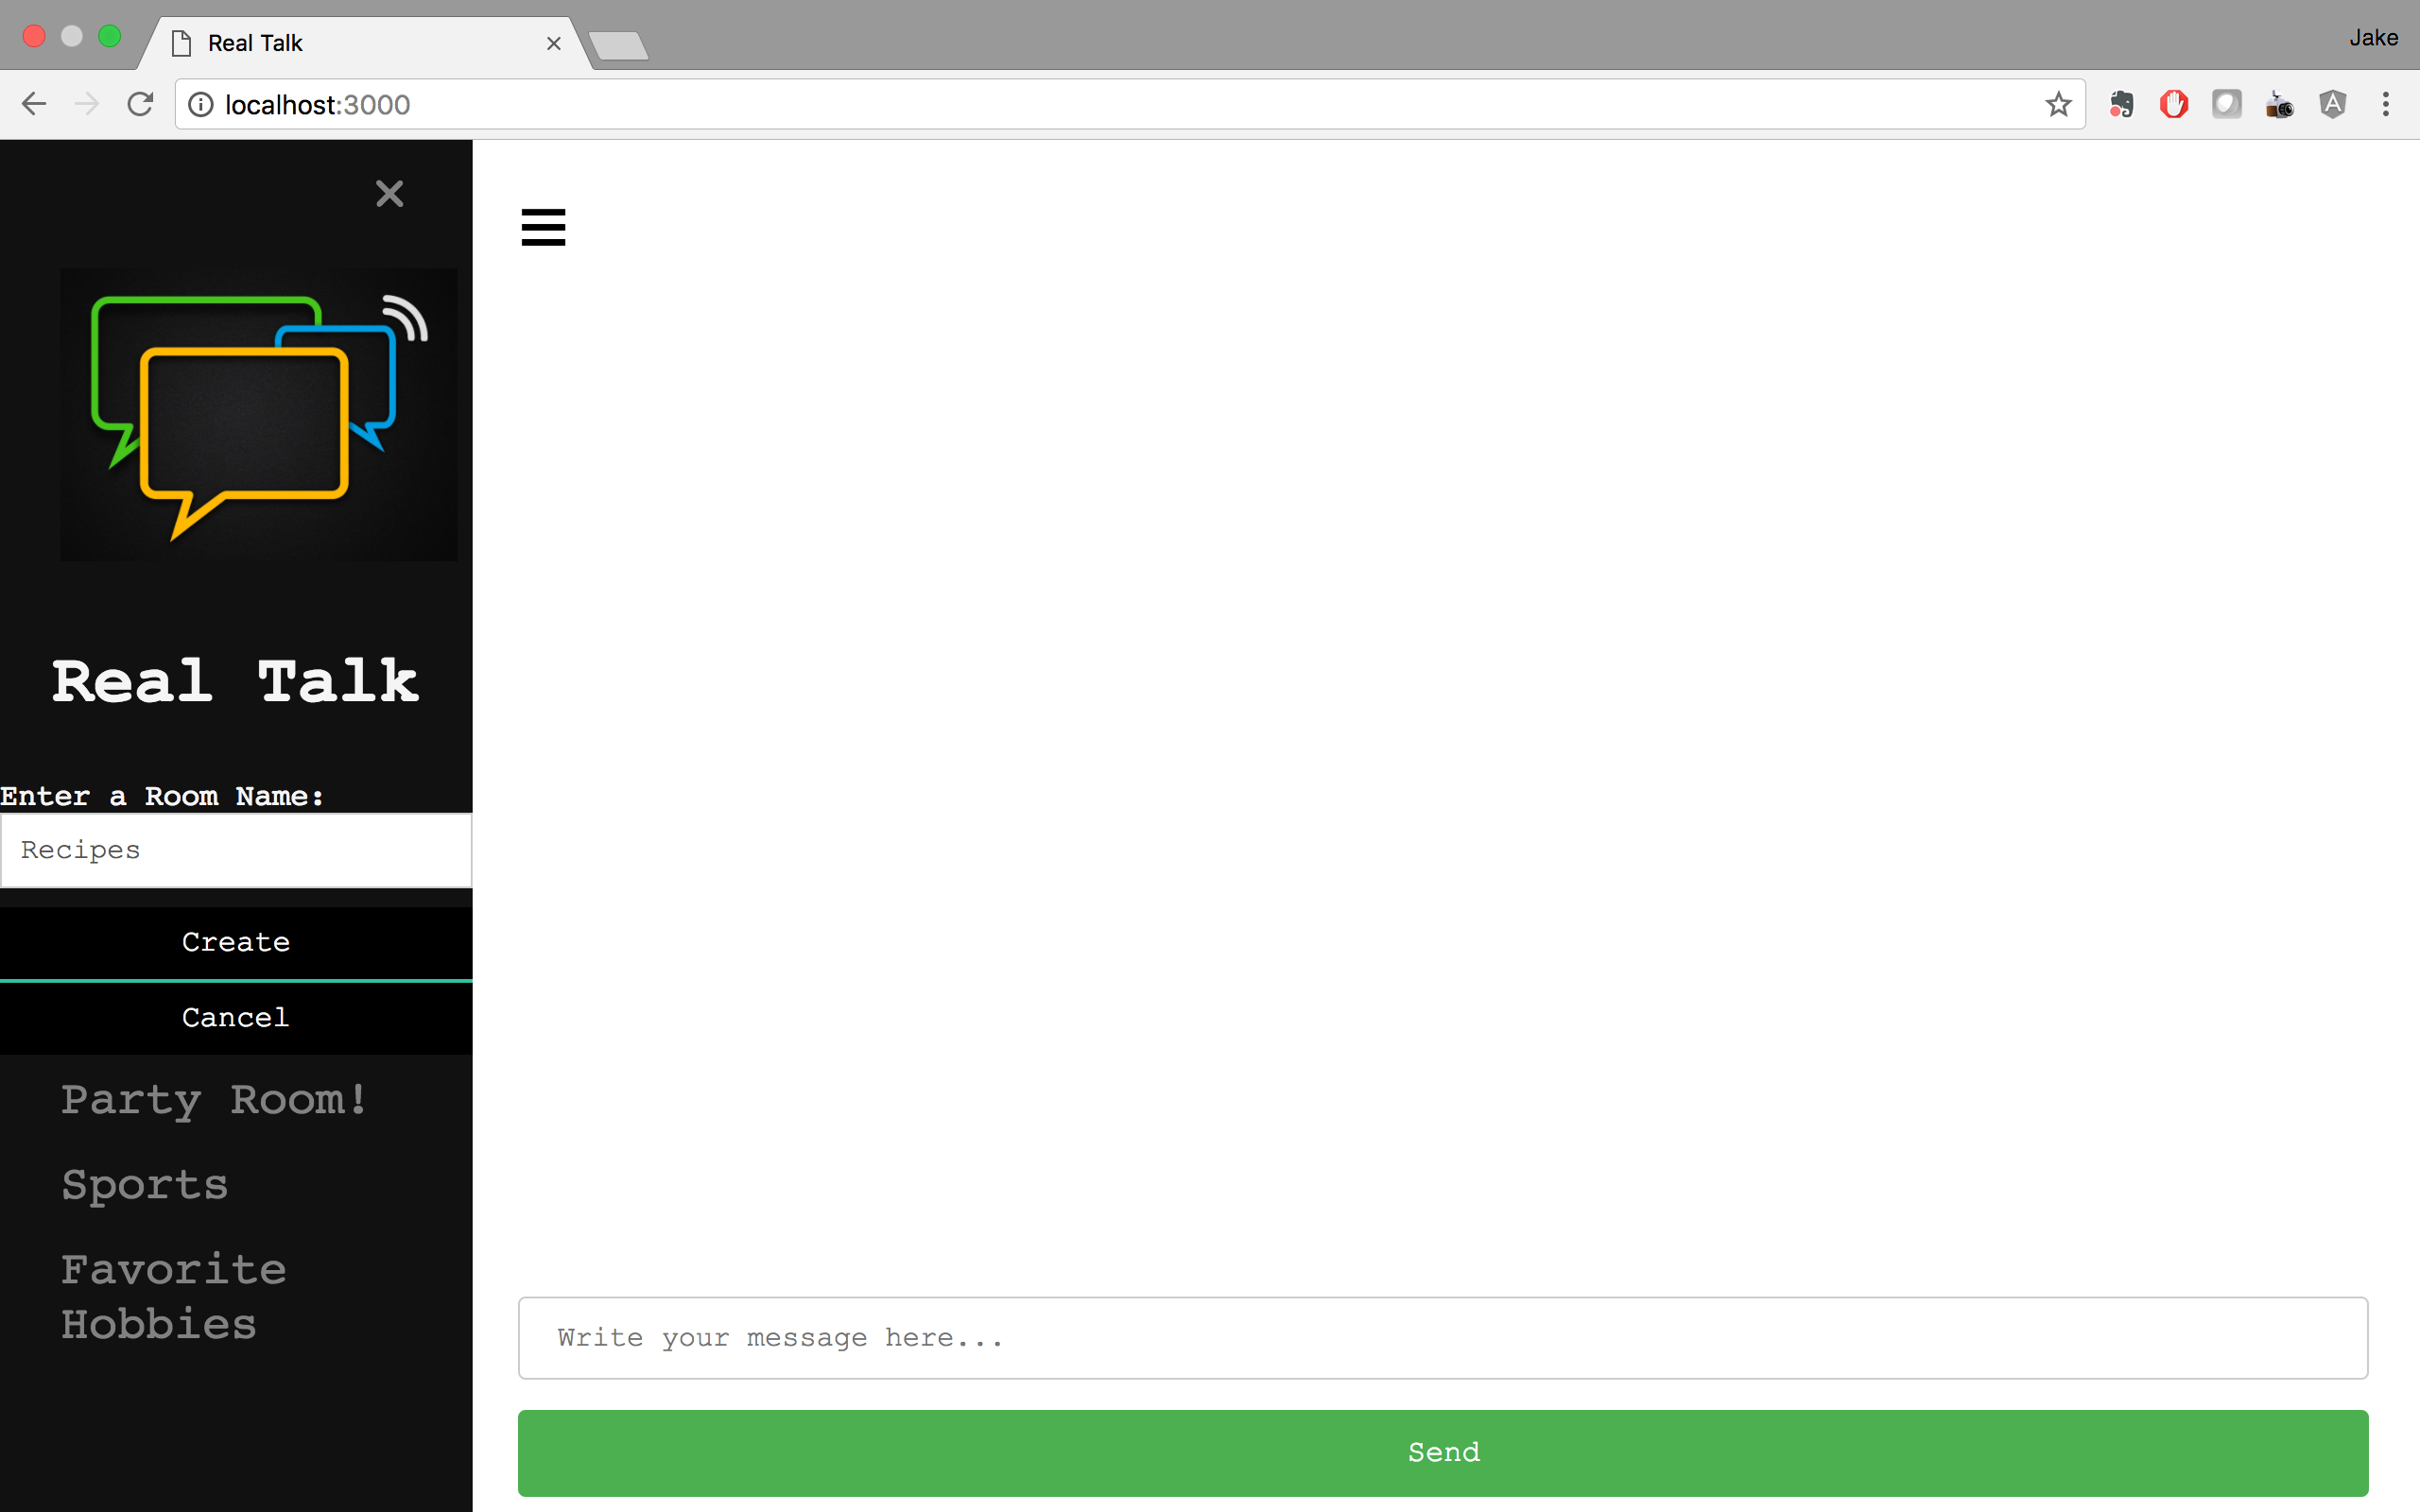 Real Talk
Jake
localhost:3000
Real Talk
Enter a Room Name:
Recipes
Create
Cancel
Party Room!
Sports
Favorite
Hobbies
Write your message here...
Send